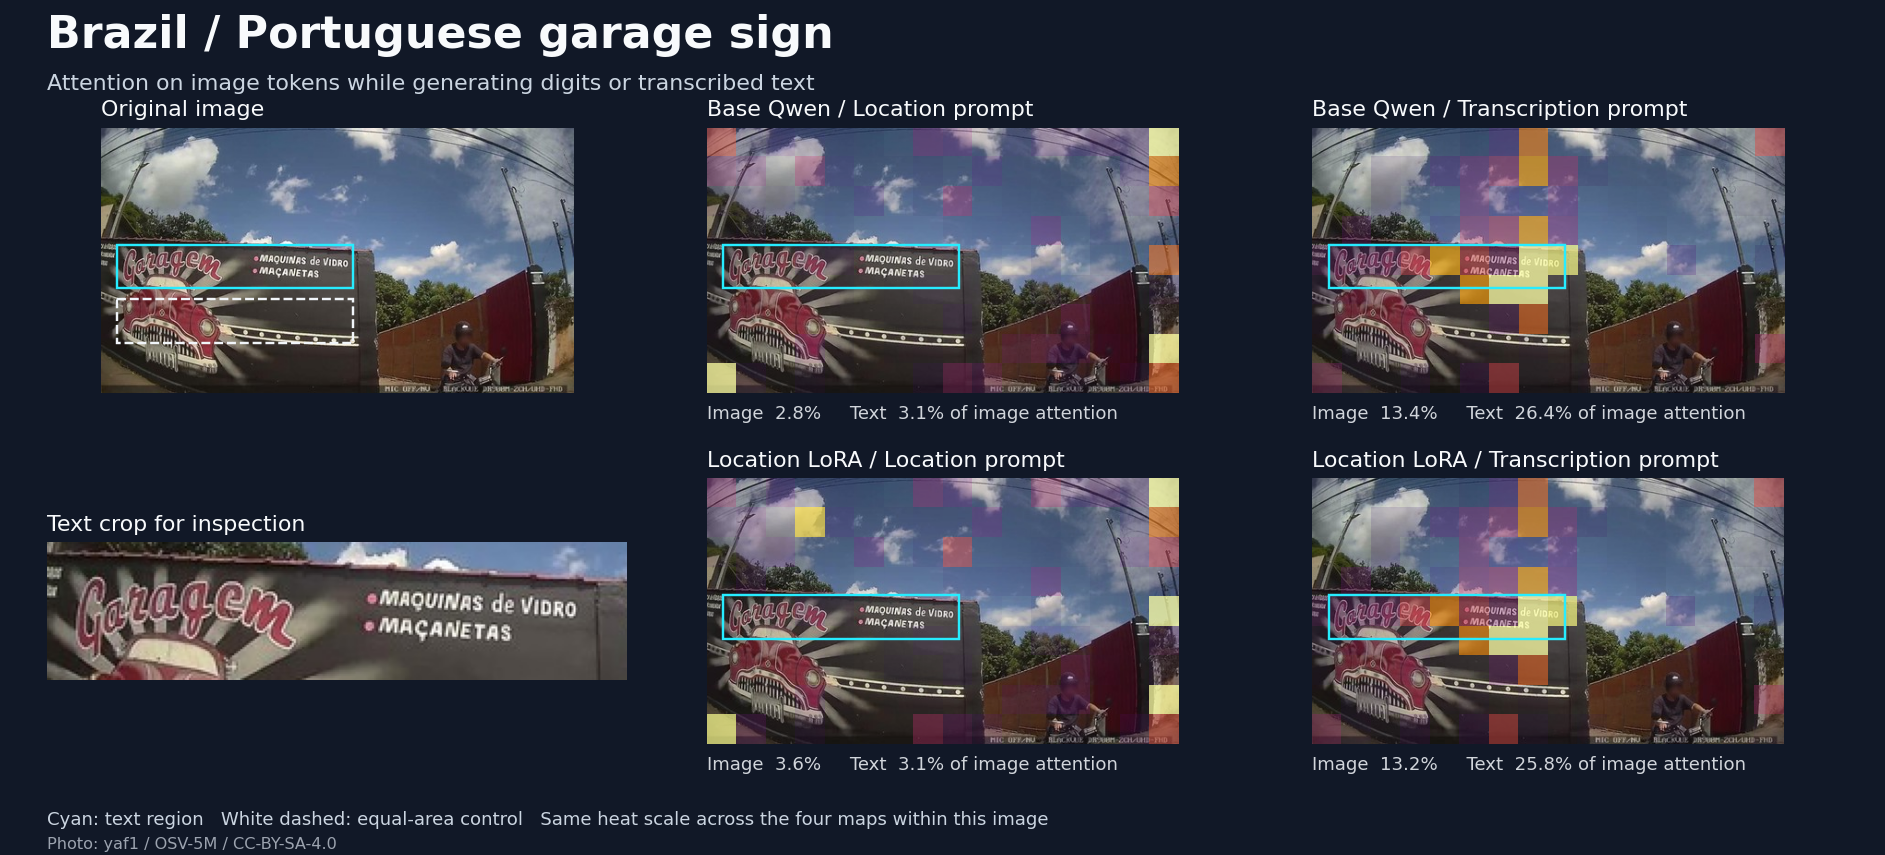 Brazil / Portuguese garage sign
Attention on image tokens while generating digits or transcribed text
Original image
Base Qwen / Location prompt
Base Qwen / Transcription prompt
Garagem
MAQUINAS de VIDRO
MAÇANETAS
Image 2.8% Text 3.1% of image attention
Image 13.4% Text 26.4% of image attention
Location LoRA / Location prompt
Location LoRA / Transcription prompt
Text crop for inspection
Garagem
MAQUINAS de VIDRO
MAÇANETAS
Image 3.6% Text 3.1% of image attention
Image 13.2% Text 25.8% of image attention
Cyan: text region White dashed: equal-area control Same heat scale across the four maps within this image
Photo: yaf1 / OSV-5M / CC-BY-SA-4.0